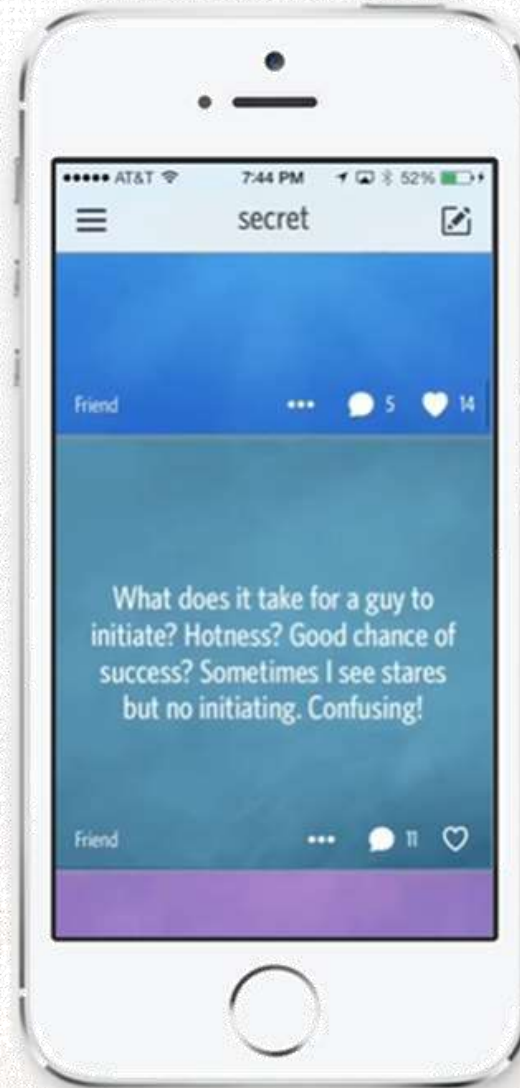 AT&T 7:44 PM 52%
secret
Friend 5 14
What does it take for a guy to
initiate? Hotness? Good chance of
success? Sometimes I see stares
but no initiating. Confusing!
Friend 11